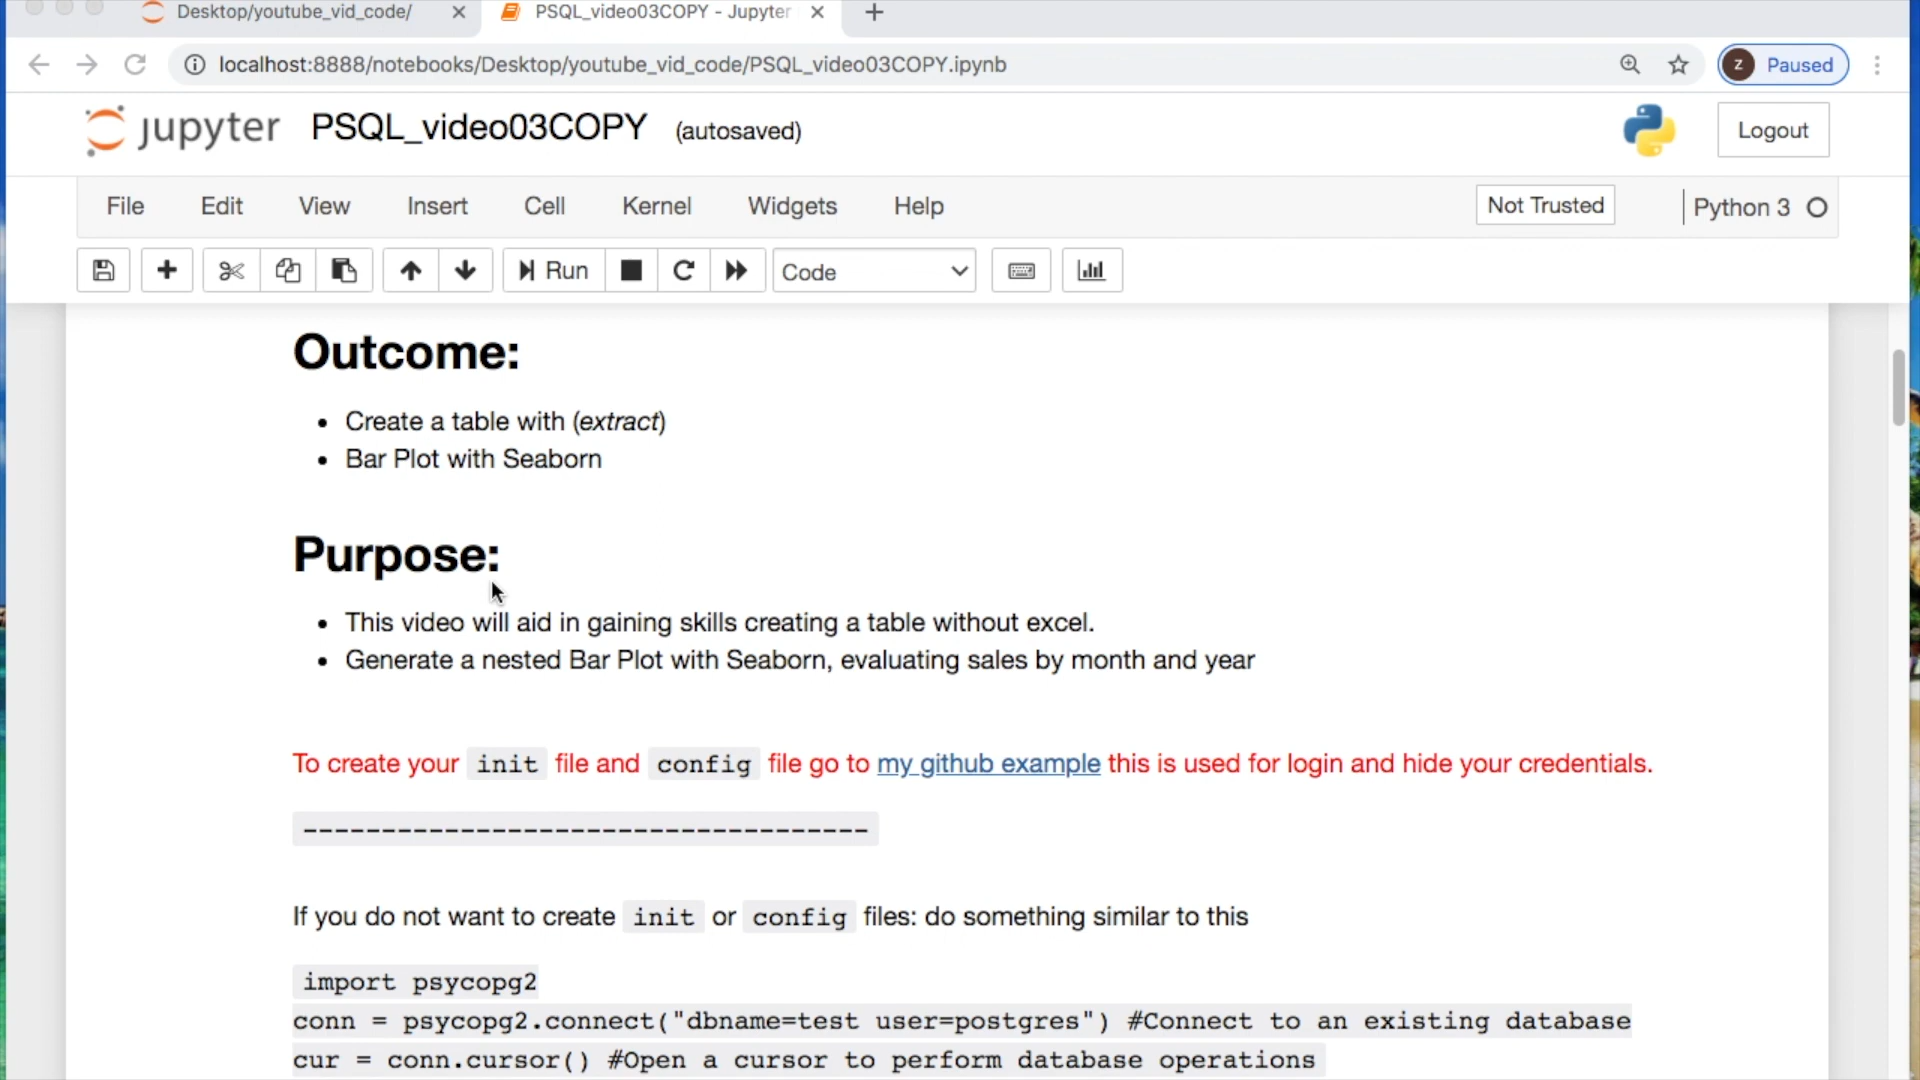 Desktop/youtube_vid_code/
PSQL_video03COPY - Jupyter
localhost:8888/notebooks/Desktop/youtube_vid_code/PSQL_video03COPY.ipynb
z Paused
jupyter PSQL_video03COPY (autosaved)
Logout
File Edit View Insert Cell Kernel Widgets Help
Not Trusted
Python 3
Run
Code
Outcome:
• Create a table with (extract)
• Bar Plot with Seaborn
Purpose:
• This video will aid in gaining skills creating a table without excel.
• Generate a nested Bar Plot with Seaborn, evaluating sales by month and year
To create your init file and config file go to my github example this is used for login and hide your credentials.
------------------------------------
If you do not want to create init or config files: do something similar to this
import psycopg2
conn = psycopg2.connect("dbname=test user=postgres") #Connect to an existing database
cur = conn.cursor() #Open a cursor to perform database operations